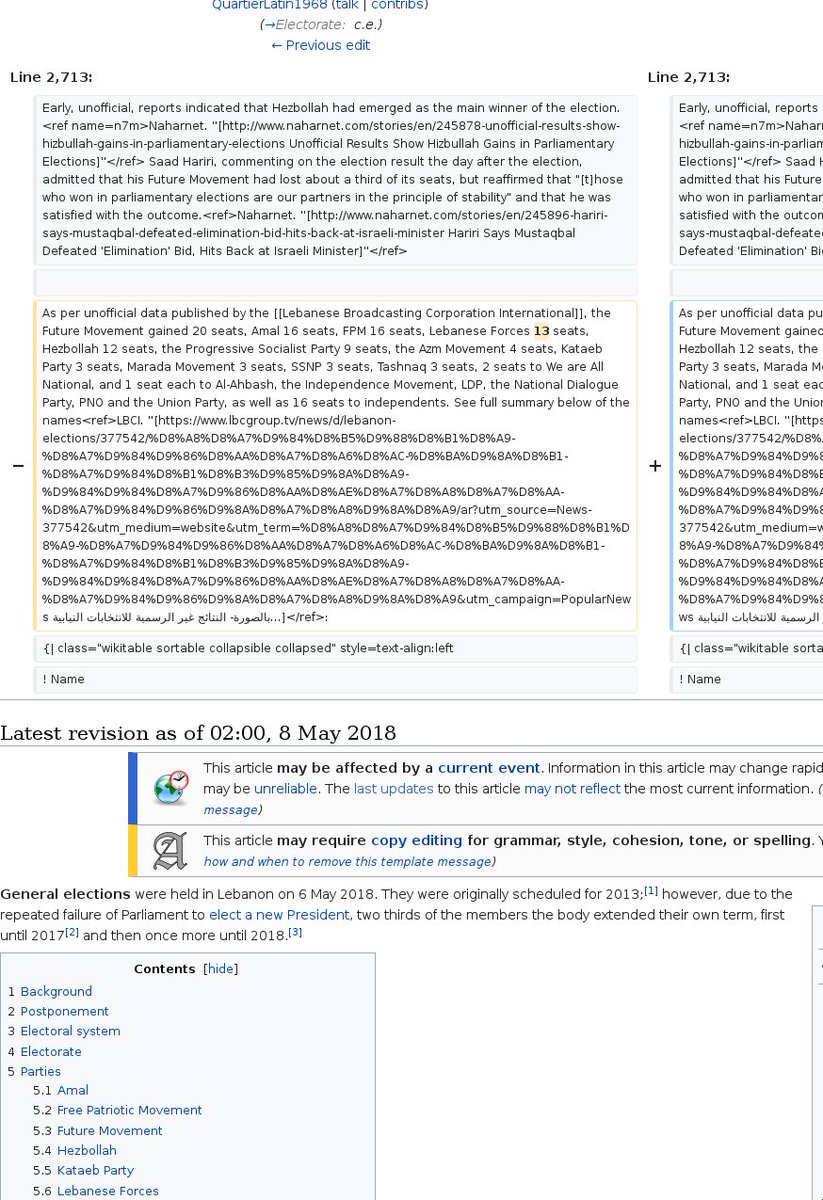 QuartierLatin1968 (talk | contribs)
(→Electorate: c.e.)
← Previous edit
Line 2,713:
Early, unofficial, reports indicated that Hezbollah had emerged as the main winner of the election.
<ref name=n7m>Naharnet. "[http://www.naharnet.com/stories/en/245878-unofficial-results-show-
hizbullah-gains-in-parliamentary-elections Unofficial Results Show Hizbullah Gains in Parliamentary
Elections]"</ref> Saad Hariri, commenting on the election result the day after the election,
admitted that his Future Movement had lost about a third of its seats, but reaffirmed that "[t]hose
who won in parliamentary elections are our partners in the principle of stability" and that he was
satisfied with the outcome.<ref>Naharnet. "[http://www.naharnet.com/stories/en/245896-hariri-
says-mustaqbal-defeated-elimination-bid-hits-back-at-israeli-minister Hariri Says Mustaqbal
Defeated 'Elimination' Bid, Hits Back at Israeli Minister]"</ref>
−
As per unofficial data published by the [[Lebanese Broadcasting Corporation International]], the
Future Movement gained 20 seats, Amal 16 seats, FPM 16 seats, Lebanese Forces 13 seats,
Hezbollah 12 seats, the Progressive Socialist Party 9 seats, the Azm Movement 4 seats, Kataeb
Party 3 seats, Marada Movement 3 seats, SSNP 3 seats, Tashnaq 3 seats, 2 seats to We are All
National, and 1 seat each to Al-Ahbash, the Independence Movement, LDP, the National Dialogue
Party, PNO and the Union Party, as well as 16 seats to independents. See full summary below of the
names<ref>LBCI. "[https://www.lbcgroup.tv/news/d/lebanon-
elections/377542/%D8%A8%D8%A7%D9%84%D8%B5%D9%88%D8%B1%D8%A9-
%D8%A7%D9%84%D9%86%D8%AA%D8%A7%D8%A6%D8%AC-%D8%BA%D9%8A%D8%B1-
%D8%A7%D9%84%D8%B1%D8%B3%D9%85%D9%8A%D8%A9-
%D9%84%D9%84%D8%A7%D9%86%D8%AA%D8%AE%D8%A7%D8%A8%D8%A7%D8%AA-
%D8%A7%D9%84%D9%86%D9%8A%D8%A7%D8%A8%D9%8A%D8%A9/ar?utm_source=News-
377542&utm_medium=website&utm_term=%D8%A8%D8%A7%D9%84%D8%B5%D9%88%D8%B1%D
8%A9-%D8%A7%D9%84%D9%86%D8%AA%D8%A7%D8%A6%D8%AC-%D8%BA%D9%8A%D8%B1-
%D8%A7%D9%84%D8%B1%D8%B3%D9%85%D9%8A%D8%A9-
%D9%84%D9%84%D8%A7%D9%86%D8%AA%D8%AE%D8%A7%D8%A8%D8%A7%D8%AA-
%D8%A7%D9%84%D9%86%D9%8A%D8%A7%D8%A8%D9%8A%D8%A9&utm_campaign=PopularNew
s بالصورة- النتائج غير الرسمية للانتخابات النيابية...]</ref>:
{| class="wikitable sortable collapsible collapsed" style=text-align:left
! Name
Line 2,713:
Early, unofficial, reports
<ref name=n7m>Naharn
hizbullah-gains-in-parliam
Elections]"</ref> Saad H
admitted that his Future
who won in parliamentar
satisfied with the outcom
says-mustaqbal-defeated
Defeated 'Elimination' Bi
+
As per unofficial data pu
Future Movement gained
Hezbollah 12 seats, the
Party 3 seats, Marada M
National, and 1 seat eac
Party, PNO and the Unio
names<ref>LBCI. "[https
elections/377542/%D8%
%D8%A7%D9%84%D9%8
%D8%A7%D9%84%D8%B
%D9%84%D9%84%D8%A
%D8%A7%D9%84%D9%8
377542&utm_medium=w
8%A9-%D8%A7%D9%84
%D8%A7%D9%84%D8%B
%D9%84%D9%84%D8%A
%D8%A7%D9%84%D9%8
ws الرسمية للانتخابات النيابية
{| class="wikitable sorta
! Name
Latest revision as of 02:00, 8 May 2018
This article may be affected by a current event. Information in this article may change rapid
may be unreliable. The last updates to this article may not reflect the most current information. (
message)
This article may require copy editing for grammar, style, cohesion, tone, or spelling. Y
how and when to remove this template message)
General elections were held in Lebanon on 6 May 2018. They were originally scheduled for 2013;[1] however, due to the
repeated failure of Parliament to elect a new President, two thirds of the members the body extended their own term, first
until 2017[2] and then once more until 2018.[3]
Contents [hide]
1 Background
2 Postponement
3 Electoral system
4 Electorate
5 Parties
5.1 Amal
5.2 Free Patriotic Movement
5.3 Future Movement
5.4 Hezbollah
5.5 Kataeb Party
5.6 Lebanese Forces